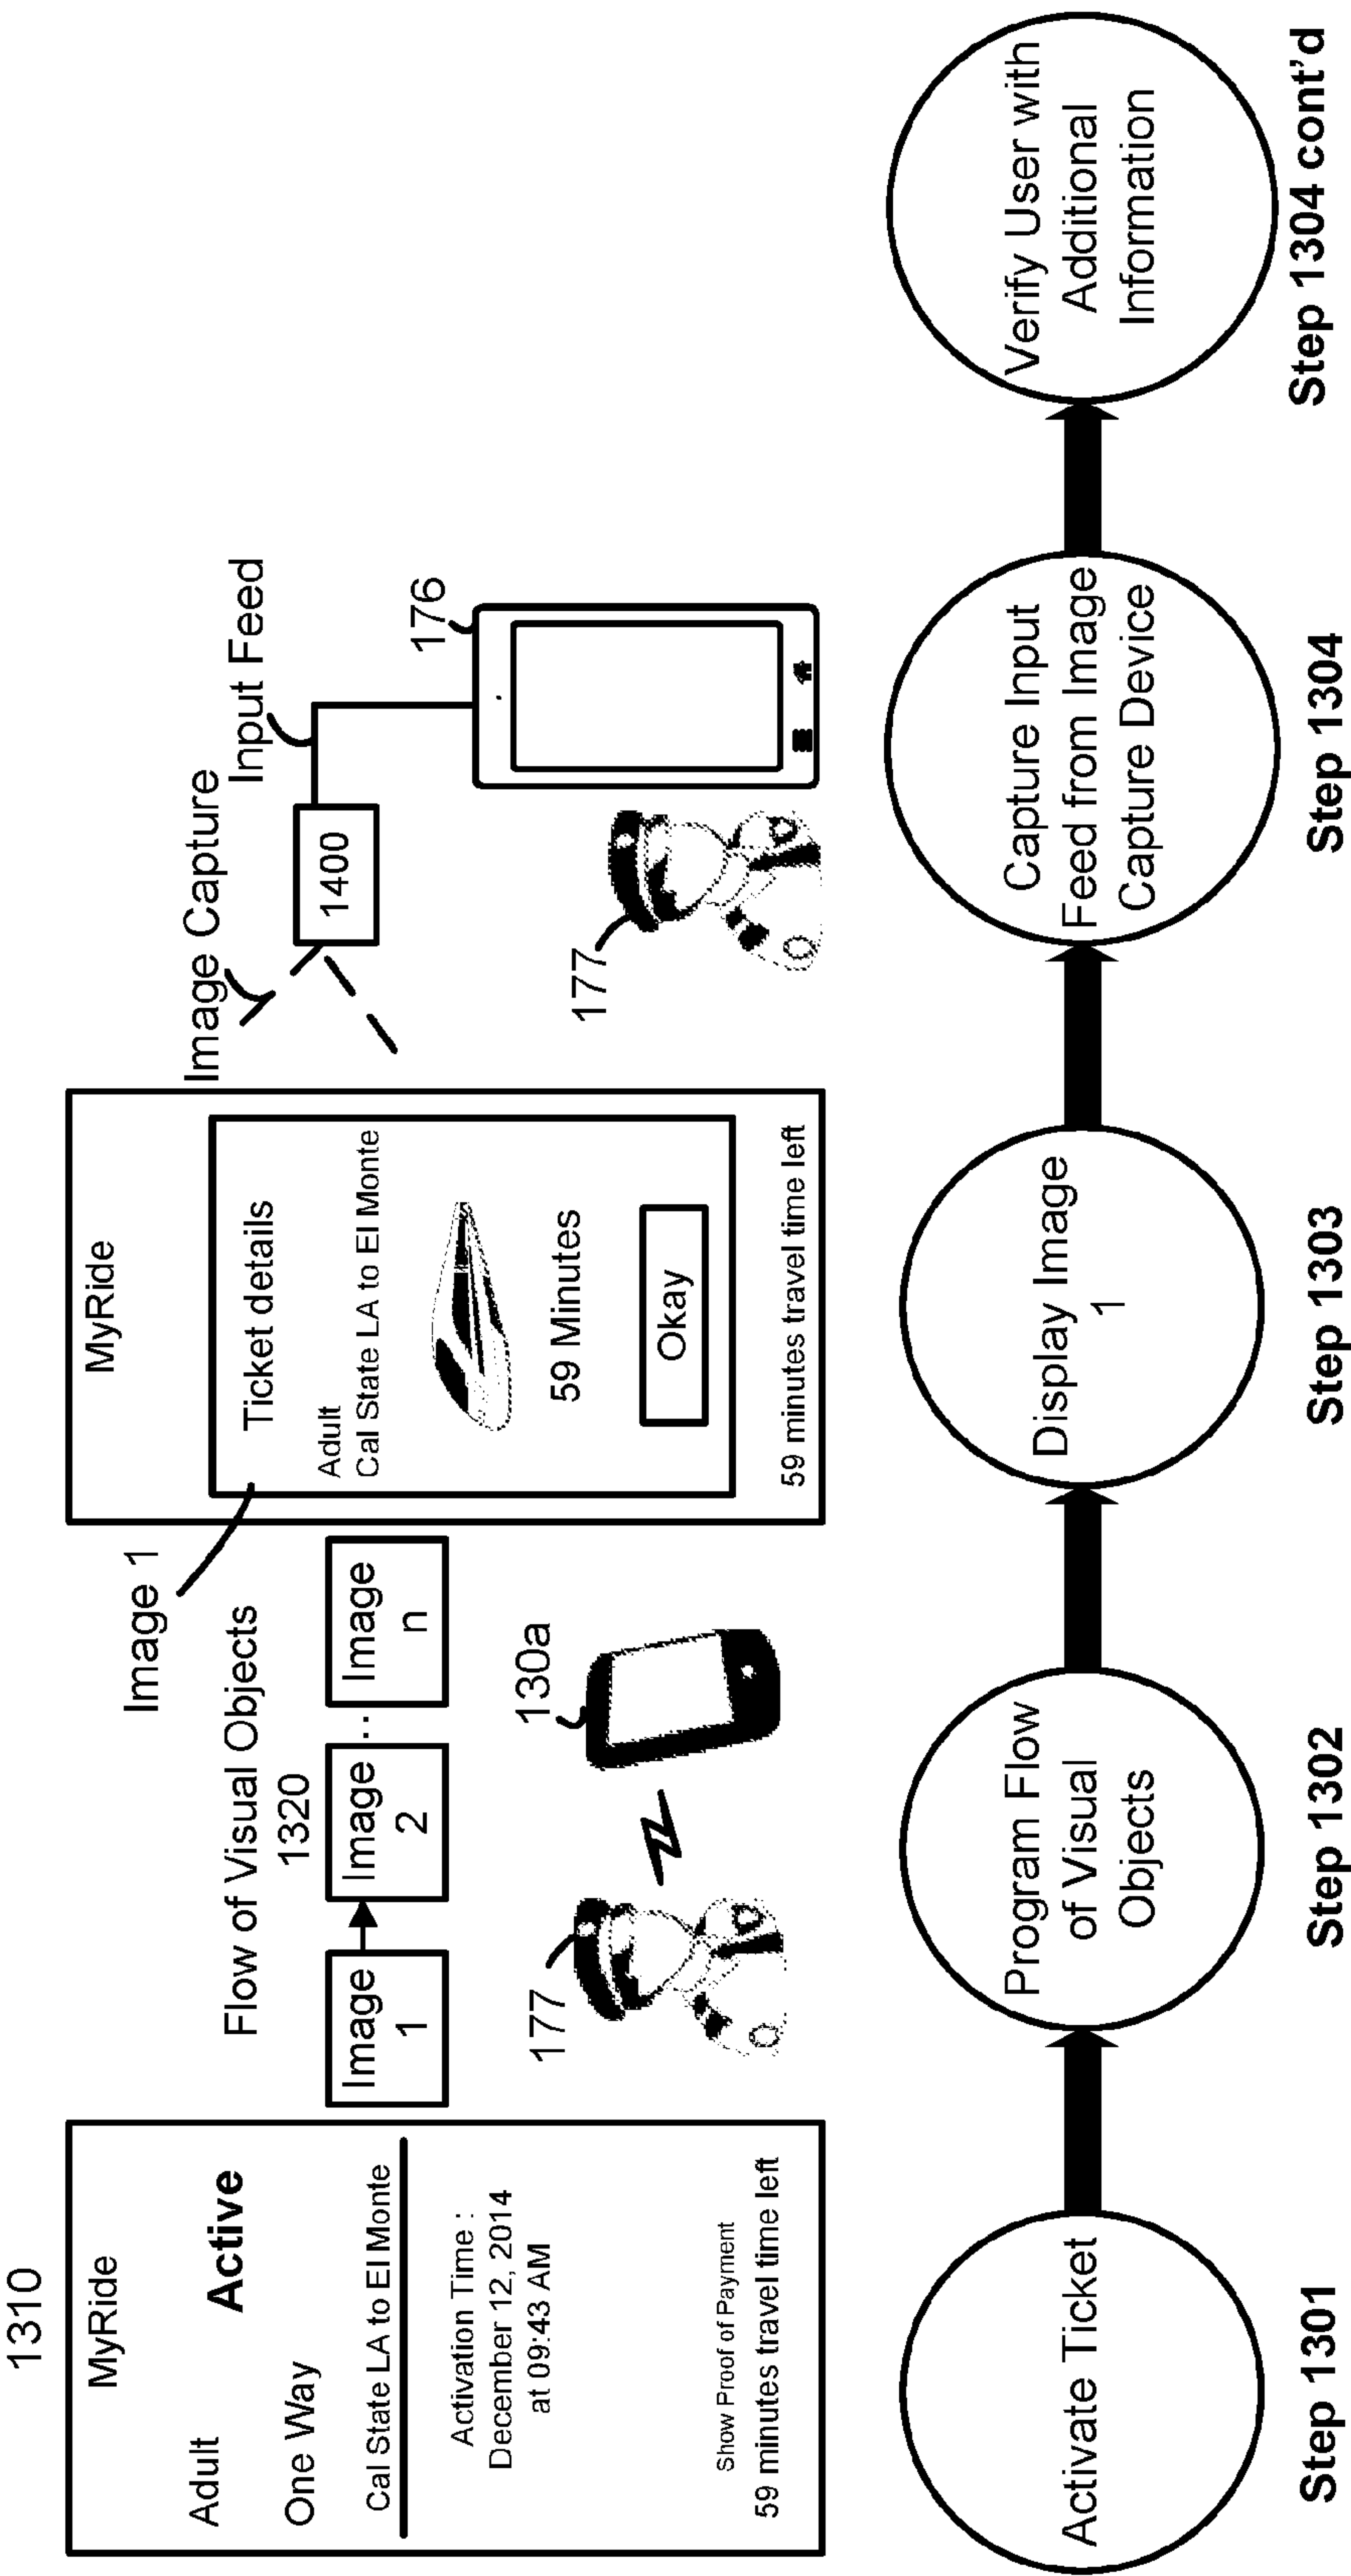 1310
MyRide
Adult
Active
One Way
Cal State LA to El Monte
Activation Time :
December 12, 2014
at 09:43 AM
Show Proof of Payment
59 minutes travel time left
Flow of Visual Objects
1320
Image
1
Image
2
..
Image
n
177
130a
Image 1
MyRide
Ticket details
Adult
Cal State LA to El Monte
59 Minutes
Okay
59 minutes travel time left
Image Capture
Input Feed
1400
176
177
Activate Ticket
Program Flow
of Visual
Objects
Display Image
1
Capture Input
Feed from Image
Capture Device
Verify User with
Additional
Information
Step 1301
Step 1302
Step 1303
Step 1304
Step 1304 cont'd